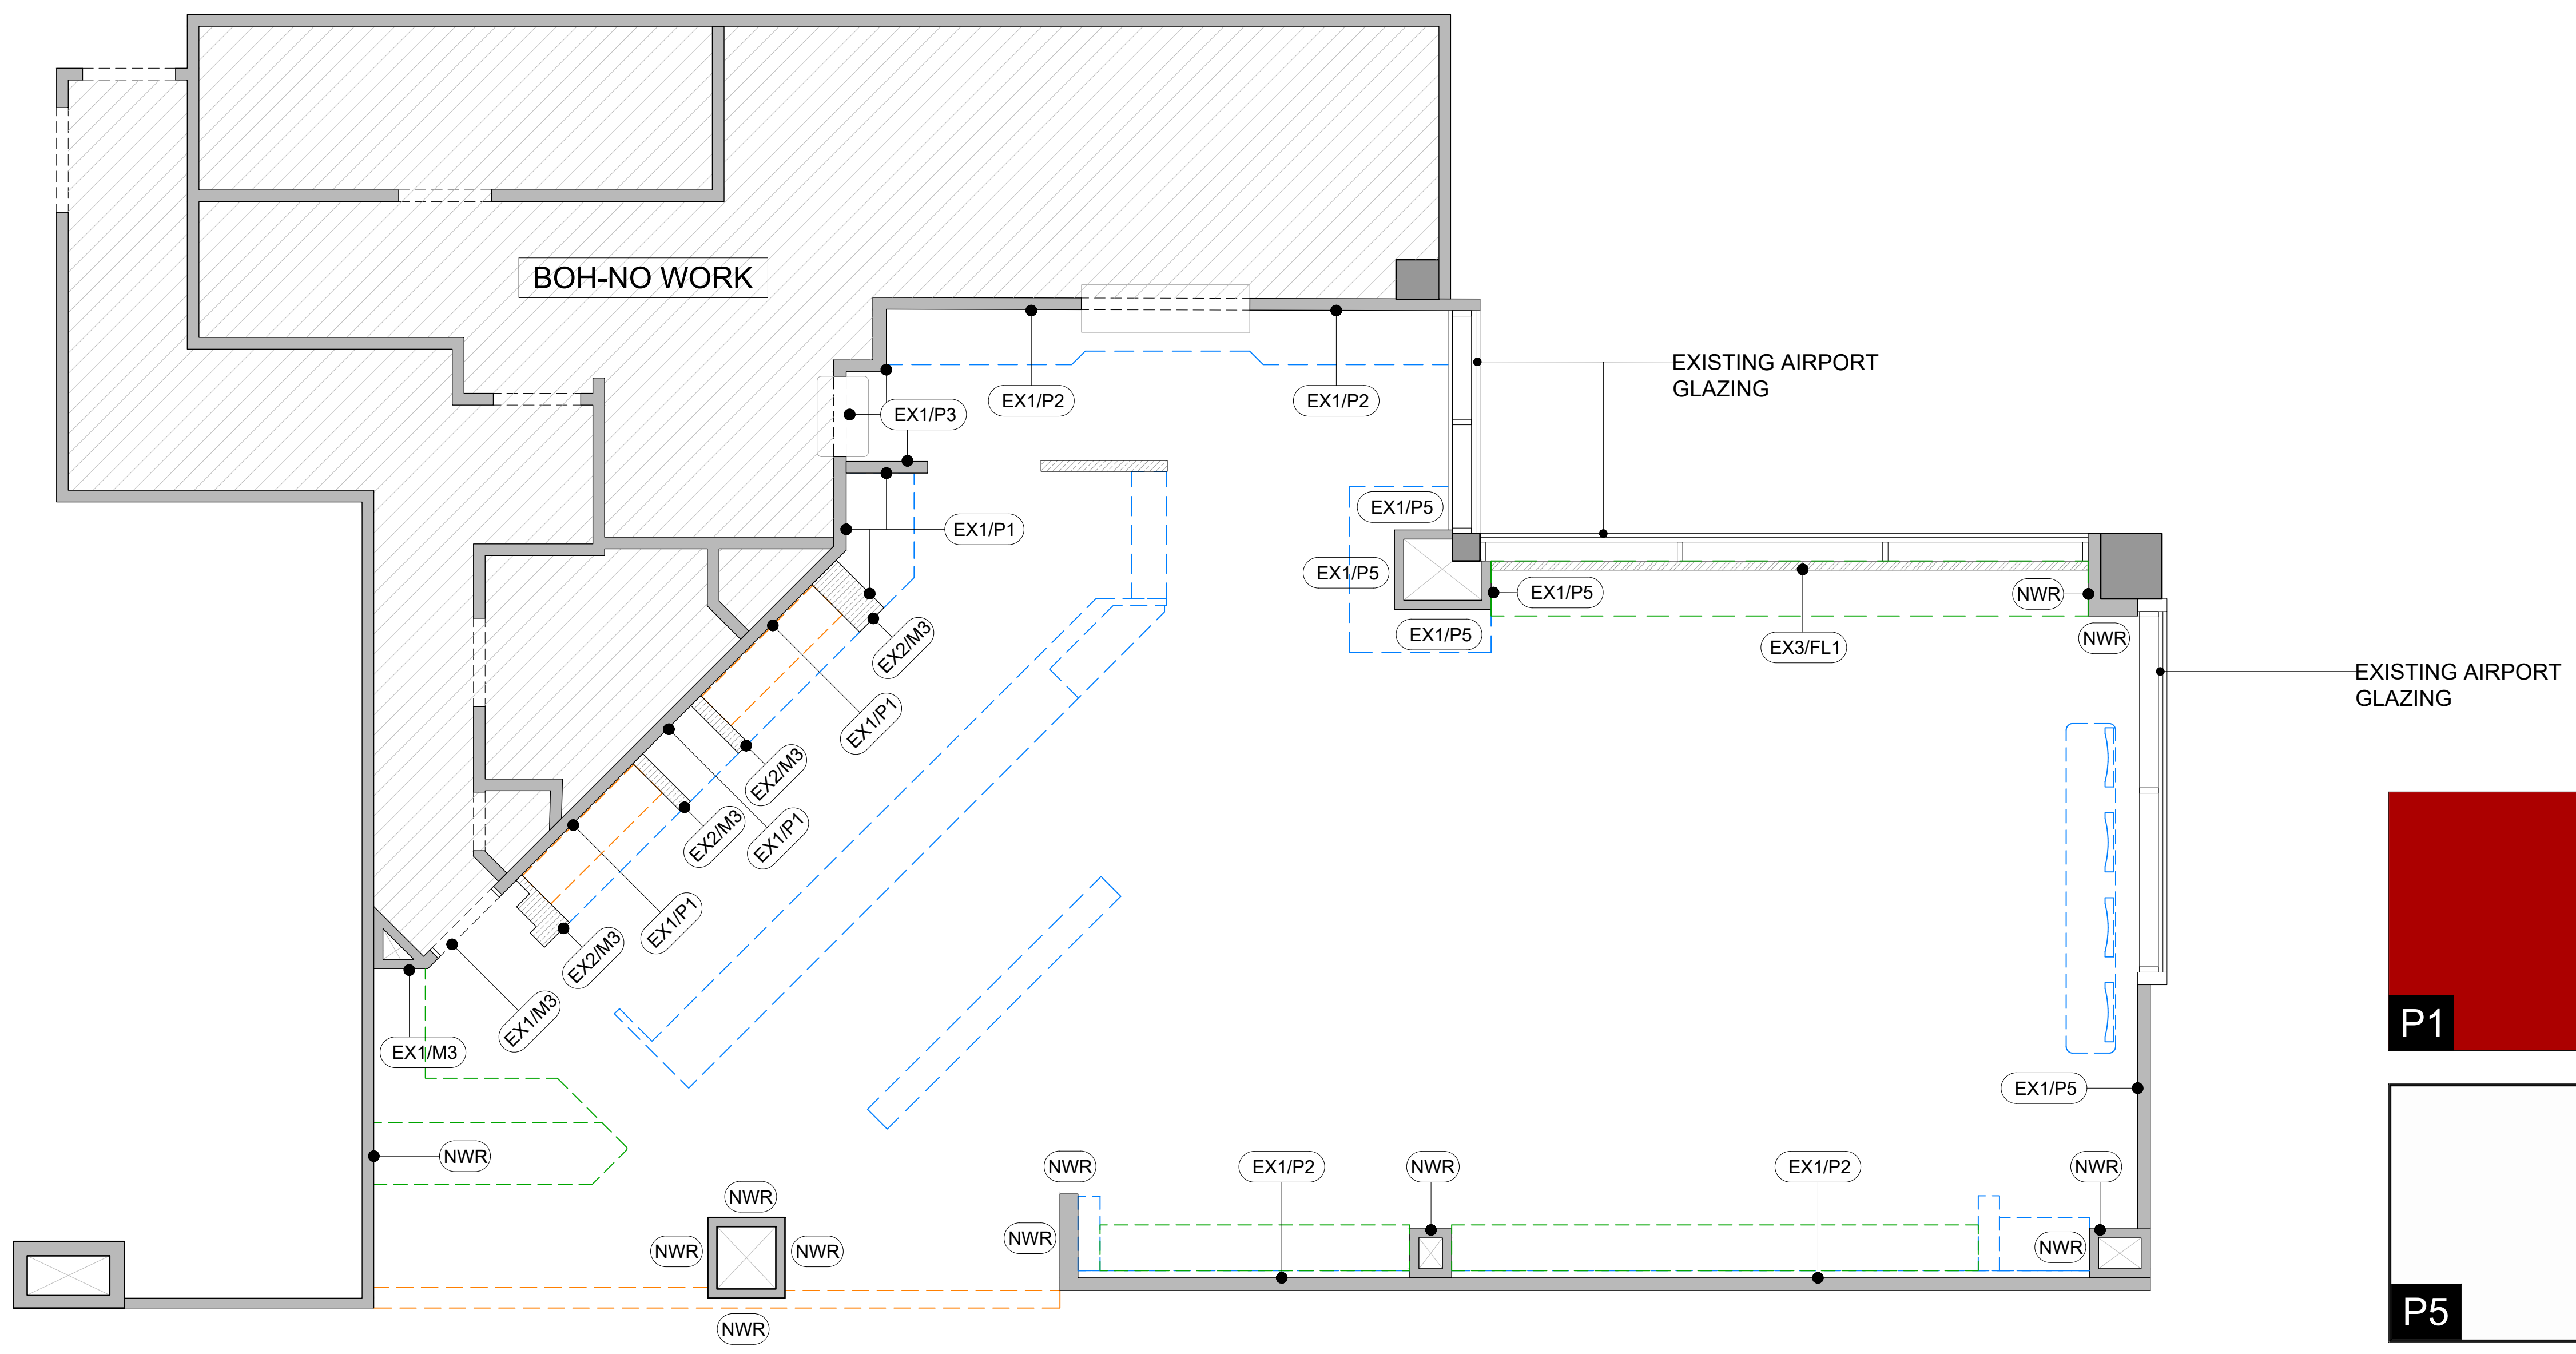 BOH-NO WORK
EXISTING AIRPORT
GLAZING
EX1/P2
EX1/P2
EX1/P3
EX1/P5
EX1/P1
EX1/P5
EX1/P5
NWR
EX1/P5
NWR
EX3/FL1
EX2/M3
EXISTING AIRPORT
GLAZING
EX1/P1
EX2/M3
EX2/M3
EX1/P1
EX1/P1
EX2/M3
EX1/M3
EX1/M3
P1
EX1/P5
NWR
NWR
EX1/P2
NWR
EX1/P2
NWR
NWR
NWR
NWR
NWR
NWR
NWR
P5